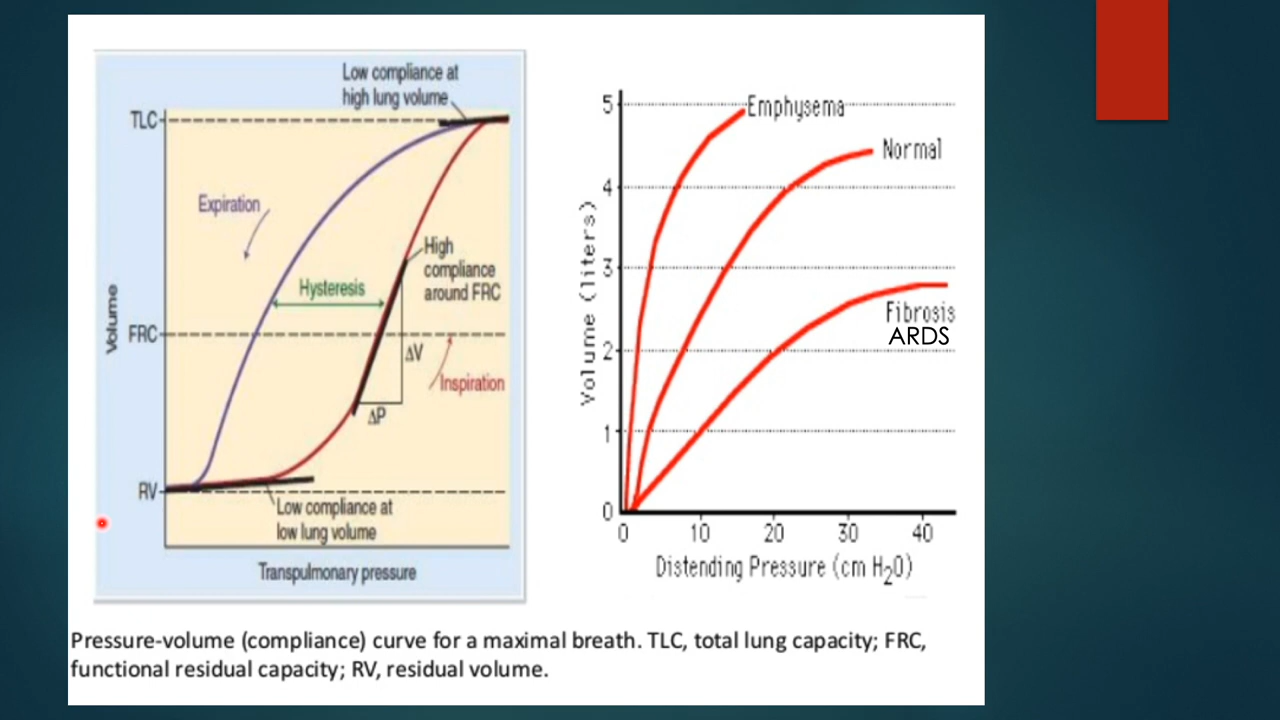 Low compliance at
high lung volume
TLC
Expiration
High
compliance
around FRC
Hysteresis
Volume
FRC
ΔV
Inspiration
ΔP
RV
Low compliance at
low lung volume
Transpulmonary pressure
5
Emphysema
Normal
4
3
Fibrosis
ARDS
Volume (liters)
2
1
0
0 10 20 30 40
Distending Pressure (cm H2O)
Pressure-volume (compliance) curve for a maximal breath. TLC, total lung capacity; FRC,
functional residual capacity; RV, residual volume.